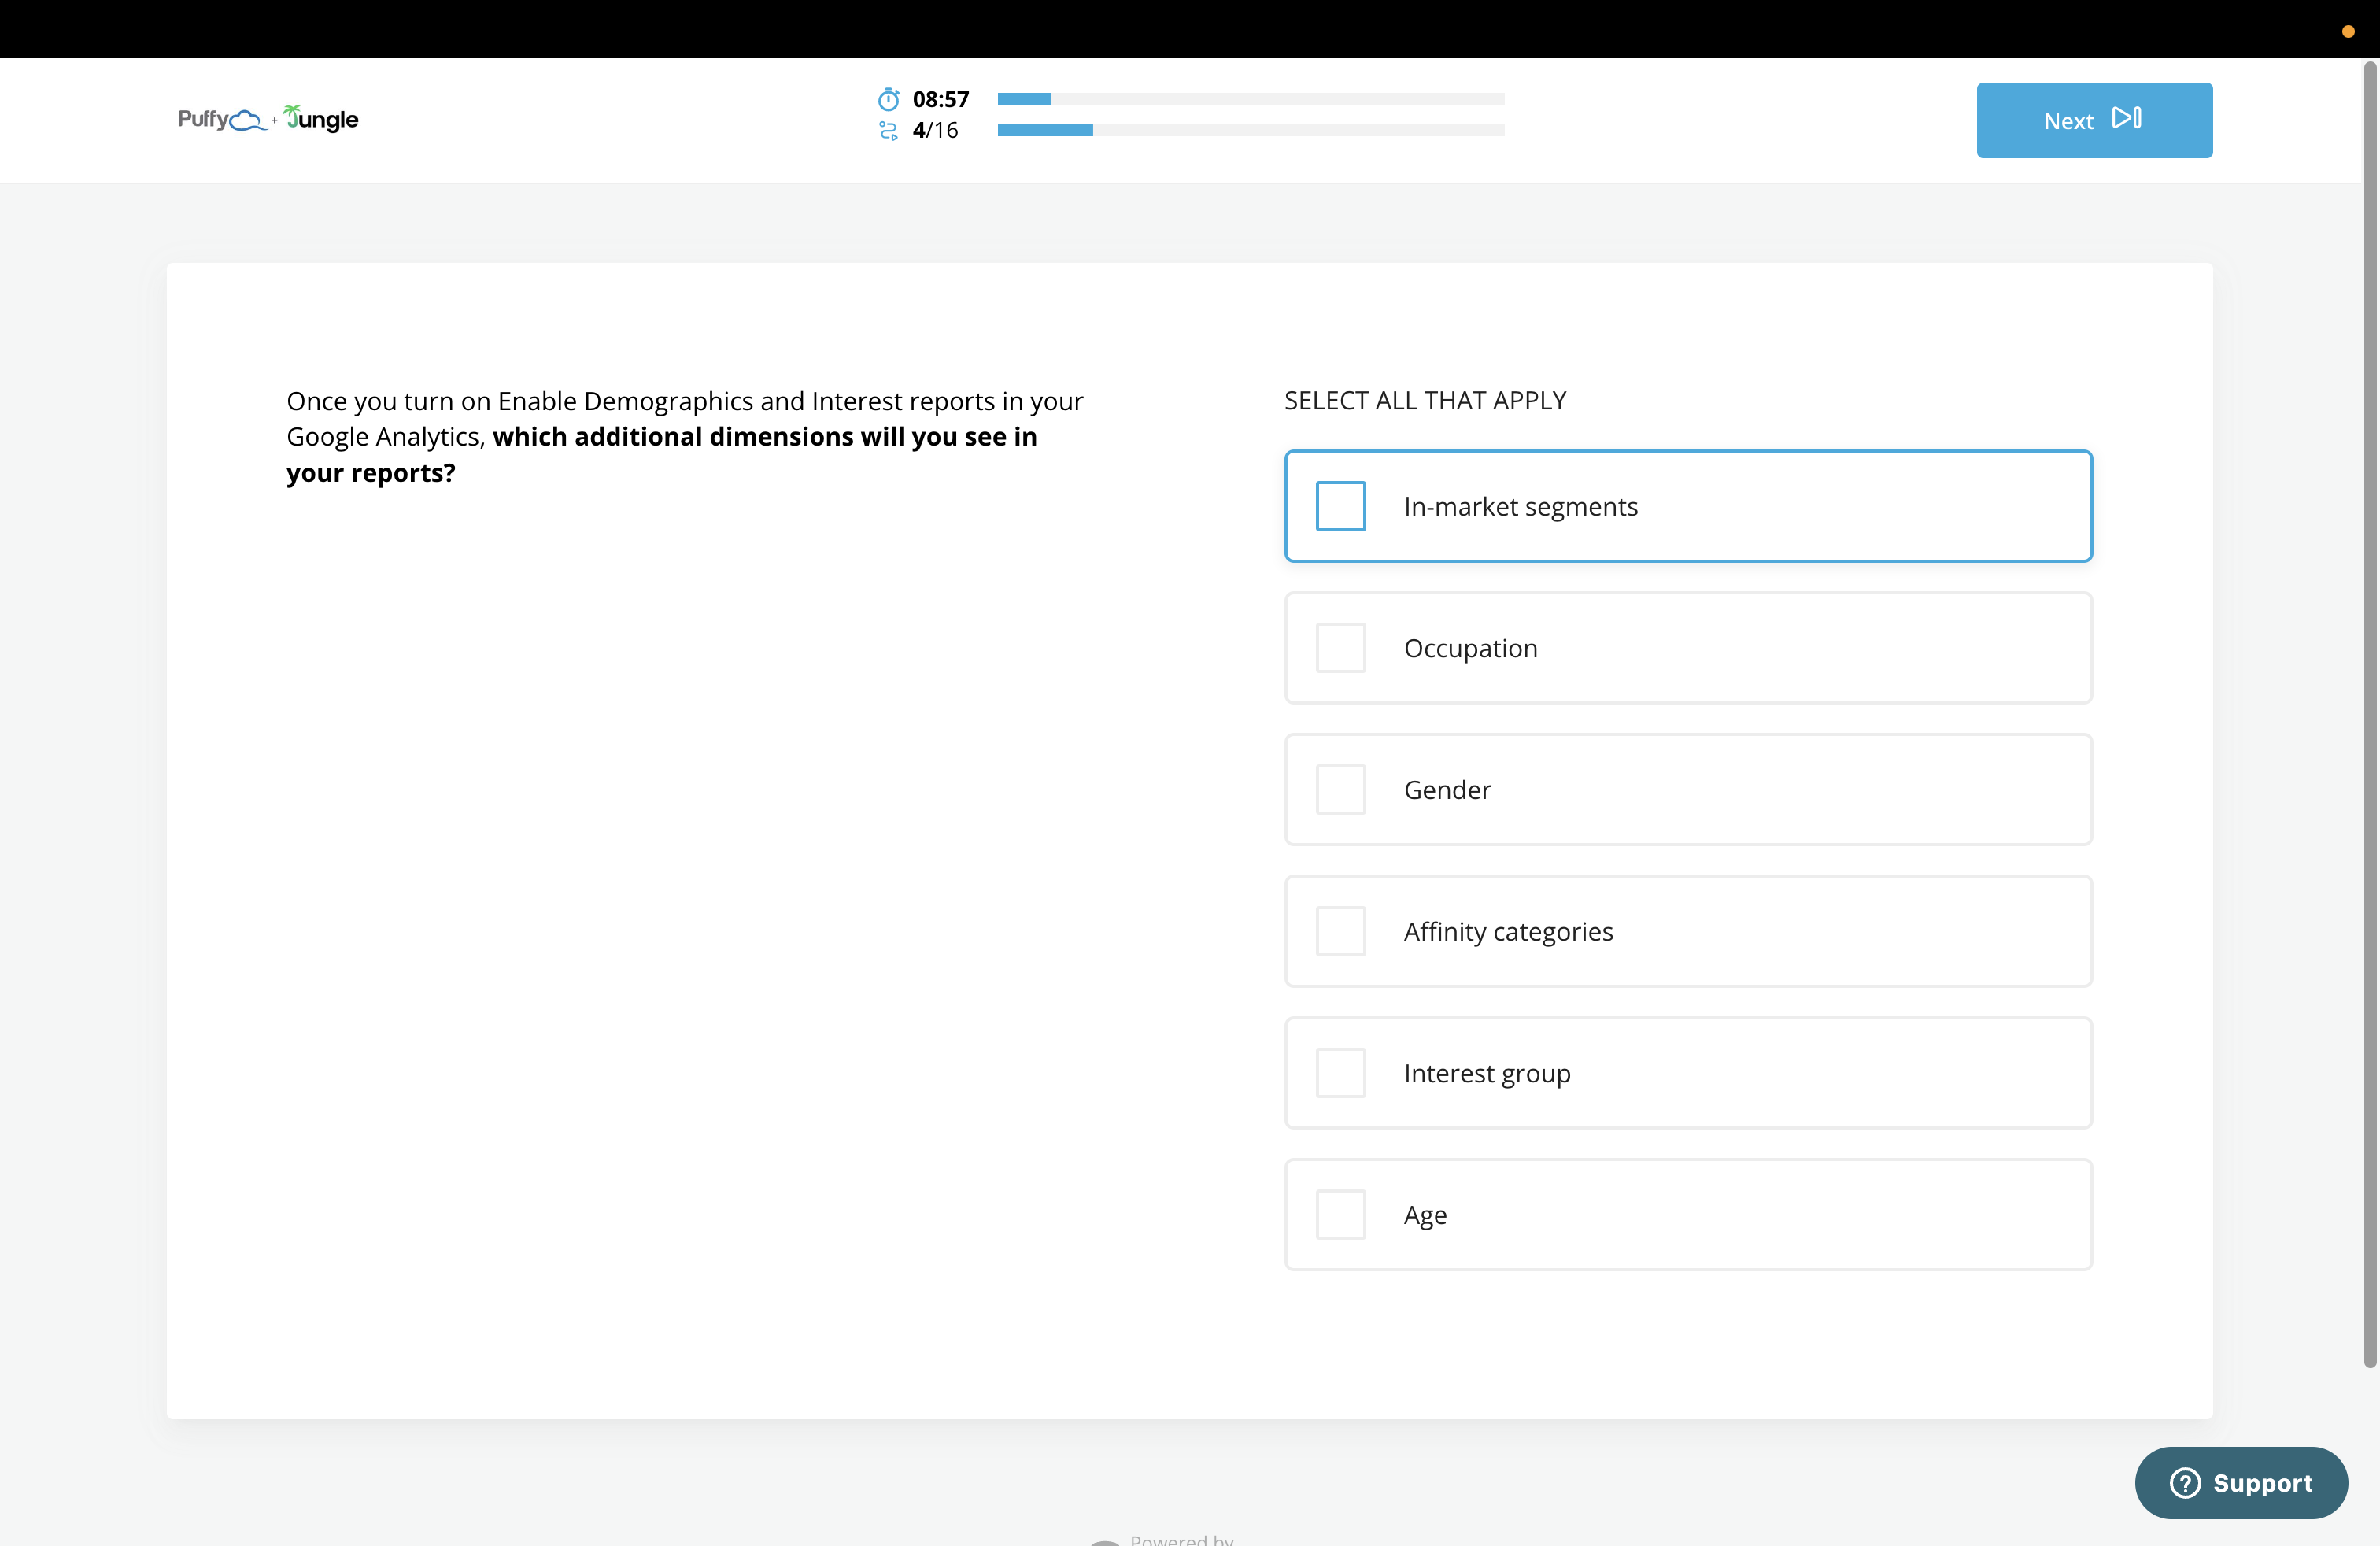 Puffy + Jungle
08:57
4/16
Next
Once you turn on Enable Demographics and Interest reports in your
Google Analytics, which additional dimensions will you see in
your reports?
SELECT ALL THAT APPLY
In-market segments
Occupation
Gender
Affinity categories
Interest group
Age
Support
Powered by